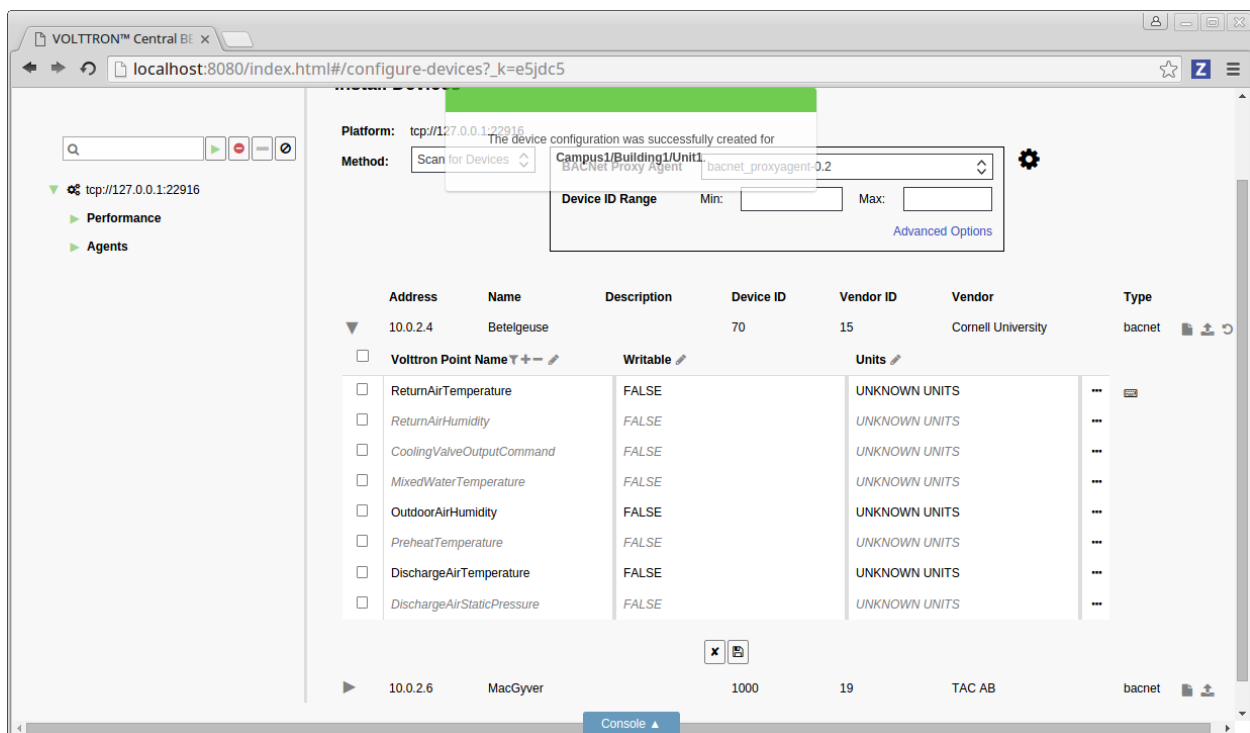 VOLTTRON™ Central BE
localhost:8080/index.html#/configure-devices?_k=e5jdc5
Install Devices
Platform: tcp://127.0.0.1:22916
The device configuration was successfully created for
Campus1/Building1/Unit1.
Method: Scan for Devices
BACNet Proxy Agent bacnet_proxyagent-0.2
Device ID Range Min: Max:
Advanced Options
tcp://127.0.0.1:22916
Performance
Agents
Address Name Description Device ID Vendor ID Vendor Type
10.0.2.4 Betelgeuse 70 15 Cornell University bacnet
Volttron Point Name Writable Units
ReturnAirTemperature FALSE UNKNOWN UNITS
ReturnAirHumidity FALSE UNKNOWN UNITS
CoolingValveOutputCommand FALSE UNKNOWN UNITS
MixedWaterTemperature FALSE UNKNOWN UNITS
OutdoorAirHumidity FALSE UNKNOWN UNITS
PreheatTemperature FALSE UNKNOWN UNITS
DischargeAirTemperature FALSE UNKNOWN UNITS
DischargeAirStaticPressure FALSE UNKNOWN UNITS
10.0.2.6 MacGyver 1000 19 TAC AB bacnet
Console ▲